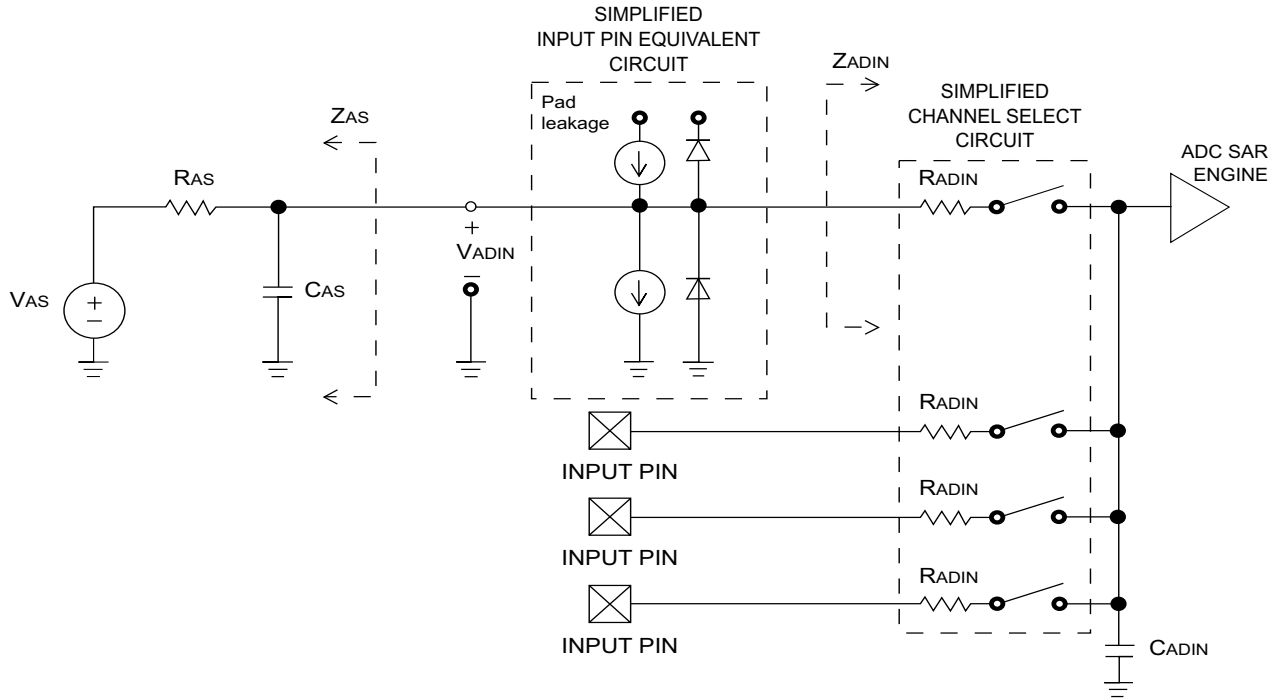 SIMPLIFIED
INPUT PIN EQUIVALENT
CIRCUIT
Pad
leakage
ZAS
ZADIN
SIMPLIFIED
CHANNEL SELECT
CIRCUIT
ADC SAR
ENGINE
RAS
RADIN
VAS
+
–
CAS
+
VADIN
–
RADIN
INPUT PIN
RADIN
INPUT PIN
RADIN
INPUT PIN
CADIN